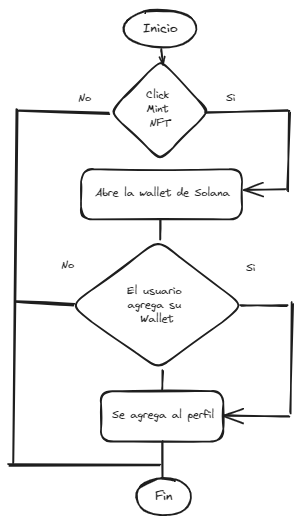 Inicio
No
Si
Click
Mint
NFT
Abre la wallet de Solana
No
Si
El usuario
agrega su
Wallet
Se agrega al perfil
Fin